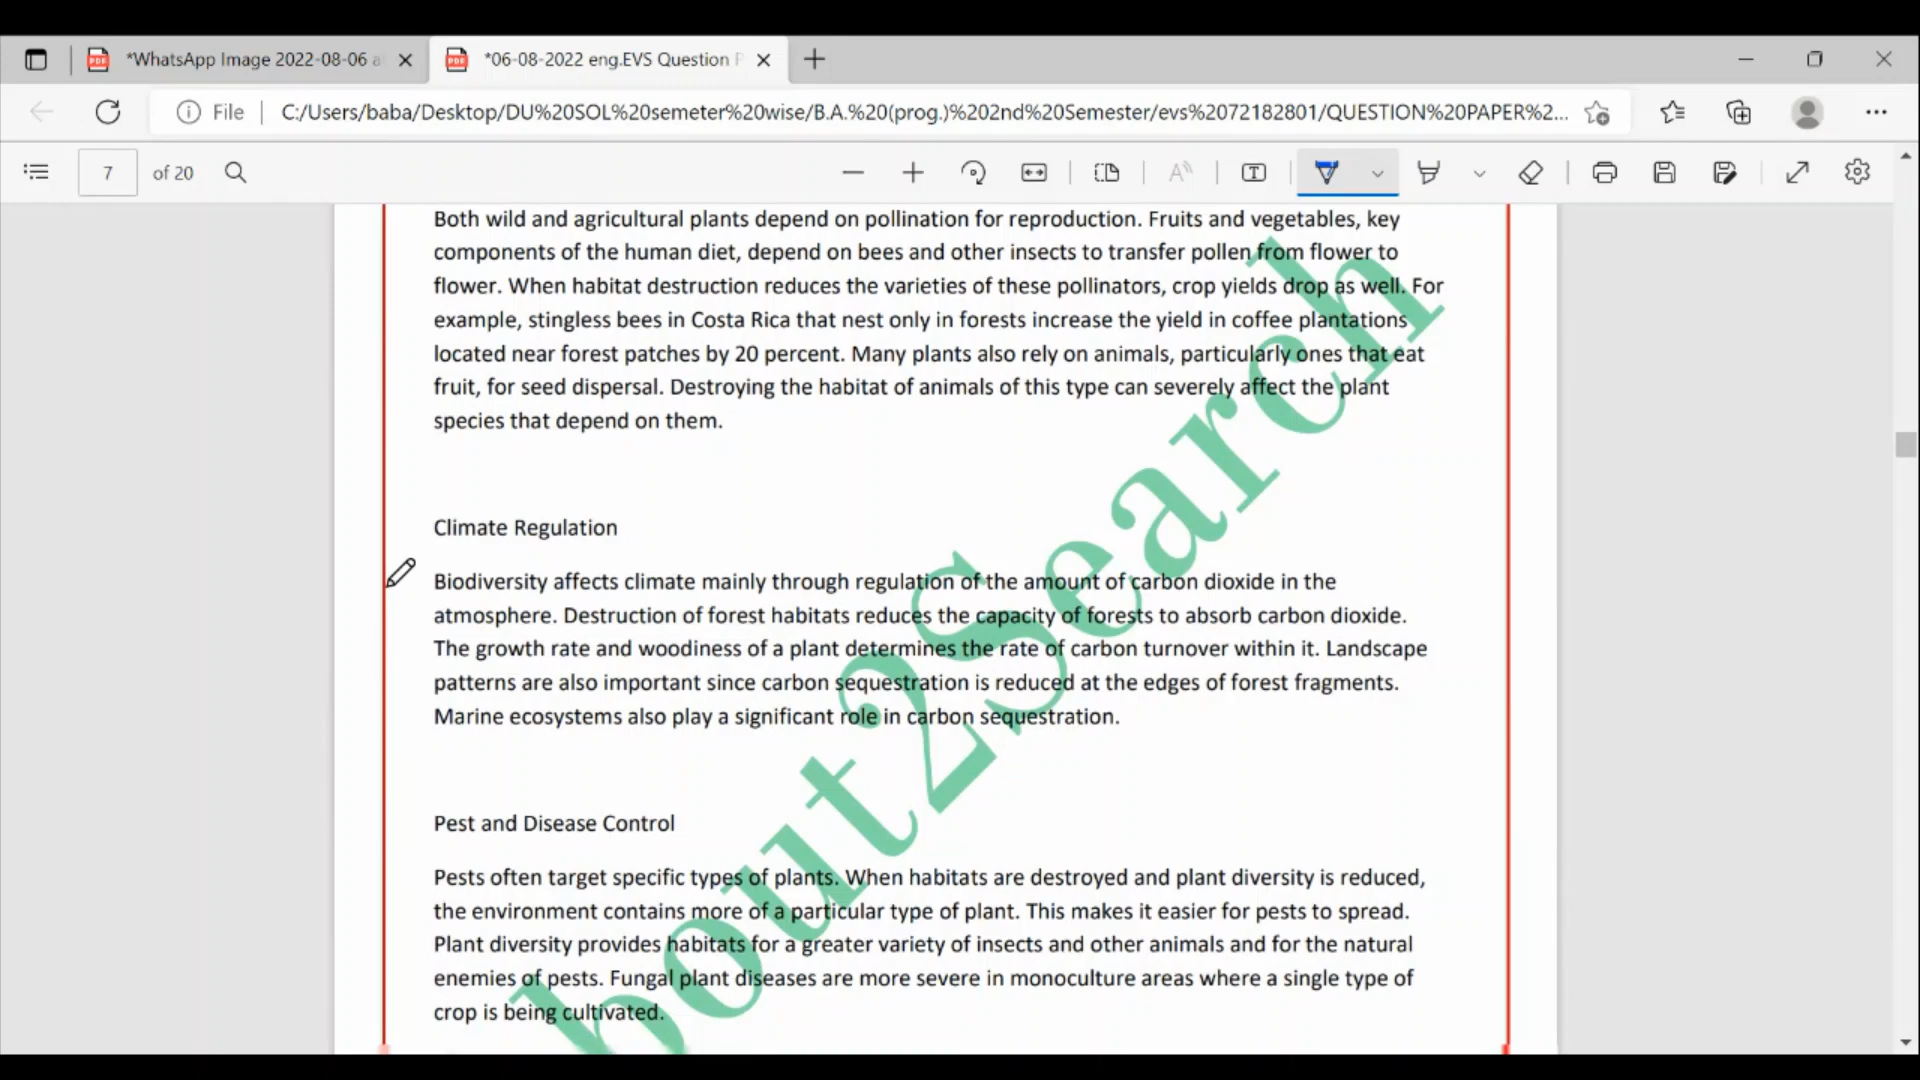 *WhatsApp Image 2022-08-06 a
*06-08-2022 eng.EVS Question P
File
C:/Users/baba/Desktop/DU%20SOL%20semeter%20wise/B.A.%20(prog.)%202nd%20Semester/evs%2072182801/QUESTION%20PAPER%2...
7 of 20
Both wild and agricultural plants depend on pollination for reproduction. Fruits and vegetables, key
components of the human diet, depend on bees and other insects to transfer pollen from flower to
flower. When habitat destruction reduces the varieties of these pollinators, crop yields drop as well. For
example, stingless bees in Costa Rica that nest only in forests increase the yield in coffee plantations
located near forest patches by 20 percent. Many plants also rely on animals, particularly ones that eat
fruit, for seed dispersal. Destroying the habitat of animals of this type can severely affect the plant
species that depend on them.
Climate Regulation
Biodiversity affects climate mainly through regulation of the amount of carbon dioxide in the
atmosphere. Destruction of forest habitats reduces the capacity of forests to absorb carbon dioxide.
The growth rate and woodiness of a plant determines the rate of carbon turnover within it. Landscape
patterns are also important since carbon sequestration is reduced at the edges of forest fragments.
Marine ecosystems also play a significant role in carbon sequestration.
Pest and Disease Control
Pests often target specific types of plants. When habitats are destroyed and plant diversity is reduced,
the environment contains more of a particular type of plant. This makes it easier for pests to spread.
Plant diversity provides habitats for a greater variety of insects and other animals and for the natural
enemies of pests. Fungal plant diseases are more severe in monoculture areas where a single type of
crop is being cultivated.
bout2Search